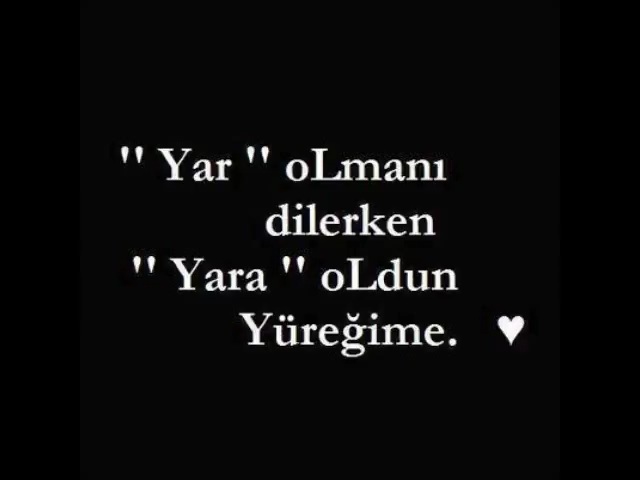 '' Yar '' oLmanı
dilerken
'' Yara '' oLdun
Yüreğime. ♥